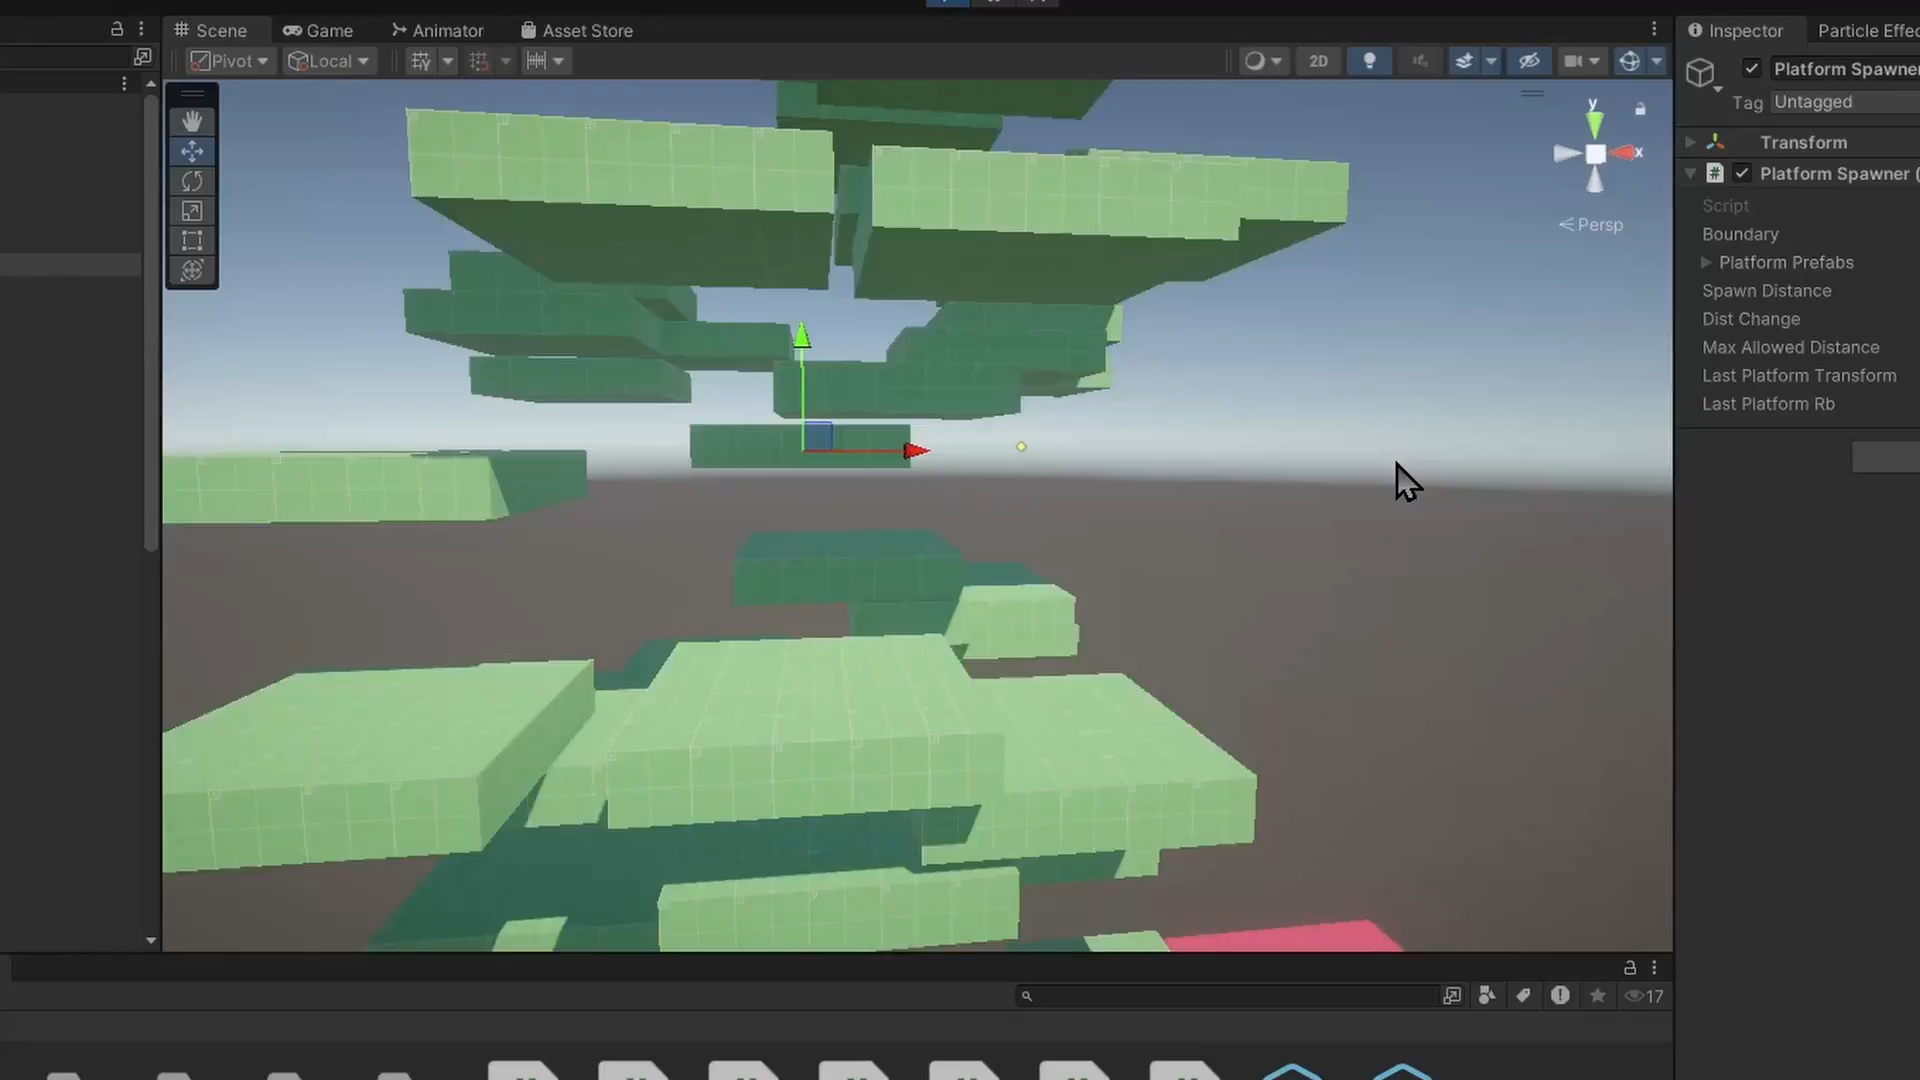 Scene
Game
Animator
Asset Store
Inspector
Particle Effec
Pivot
Local
2D
Platform Spawner
Tag
Untagged
Transform
Platform Spawner (
Script
Boundary
Platform Prefabs
Spawn Distance
Dist Change
Max Allowed Distance
Last Platform Transform
Last Platform Rb
y
x
Persp
17